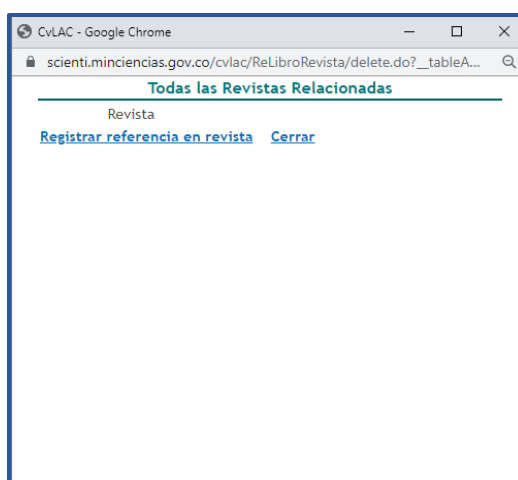 CvLAC - Google Chrome
scienti.minciencias.gov.co/cvlac/ReLibroRevista/delete.do?__tableA...
Todas las Revistas Relacionadas
Revista
Registrar referencia en revista Cerrar